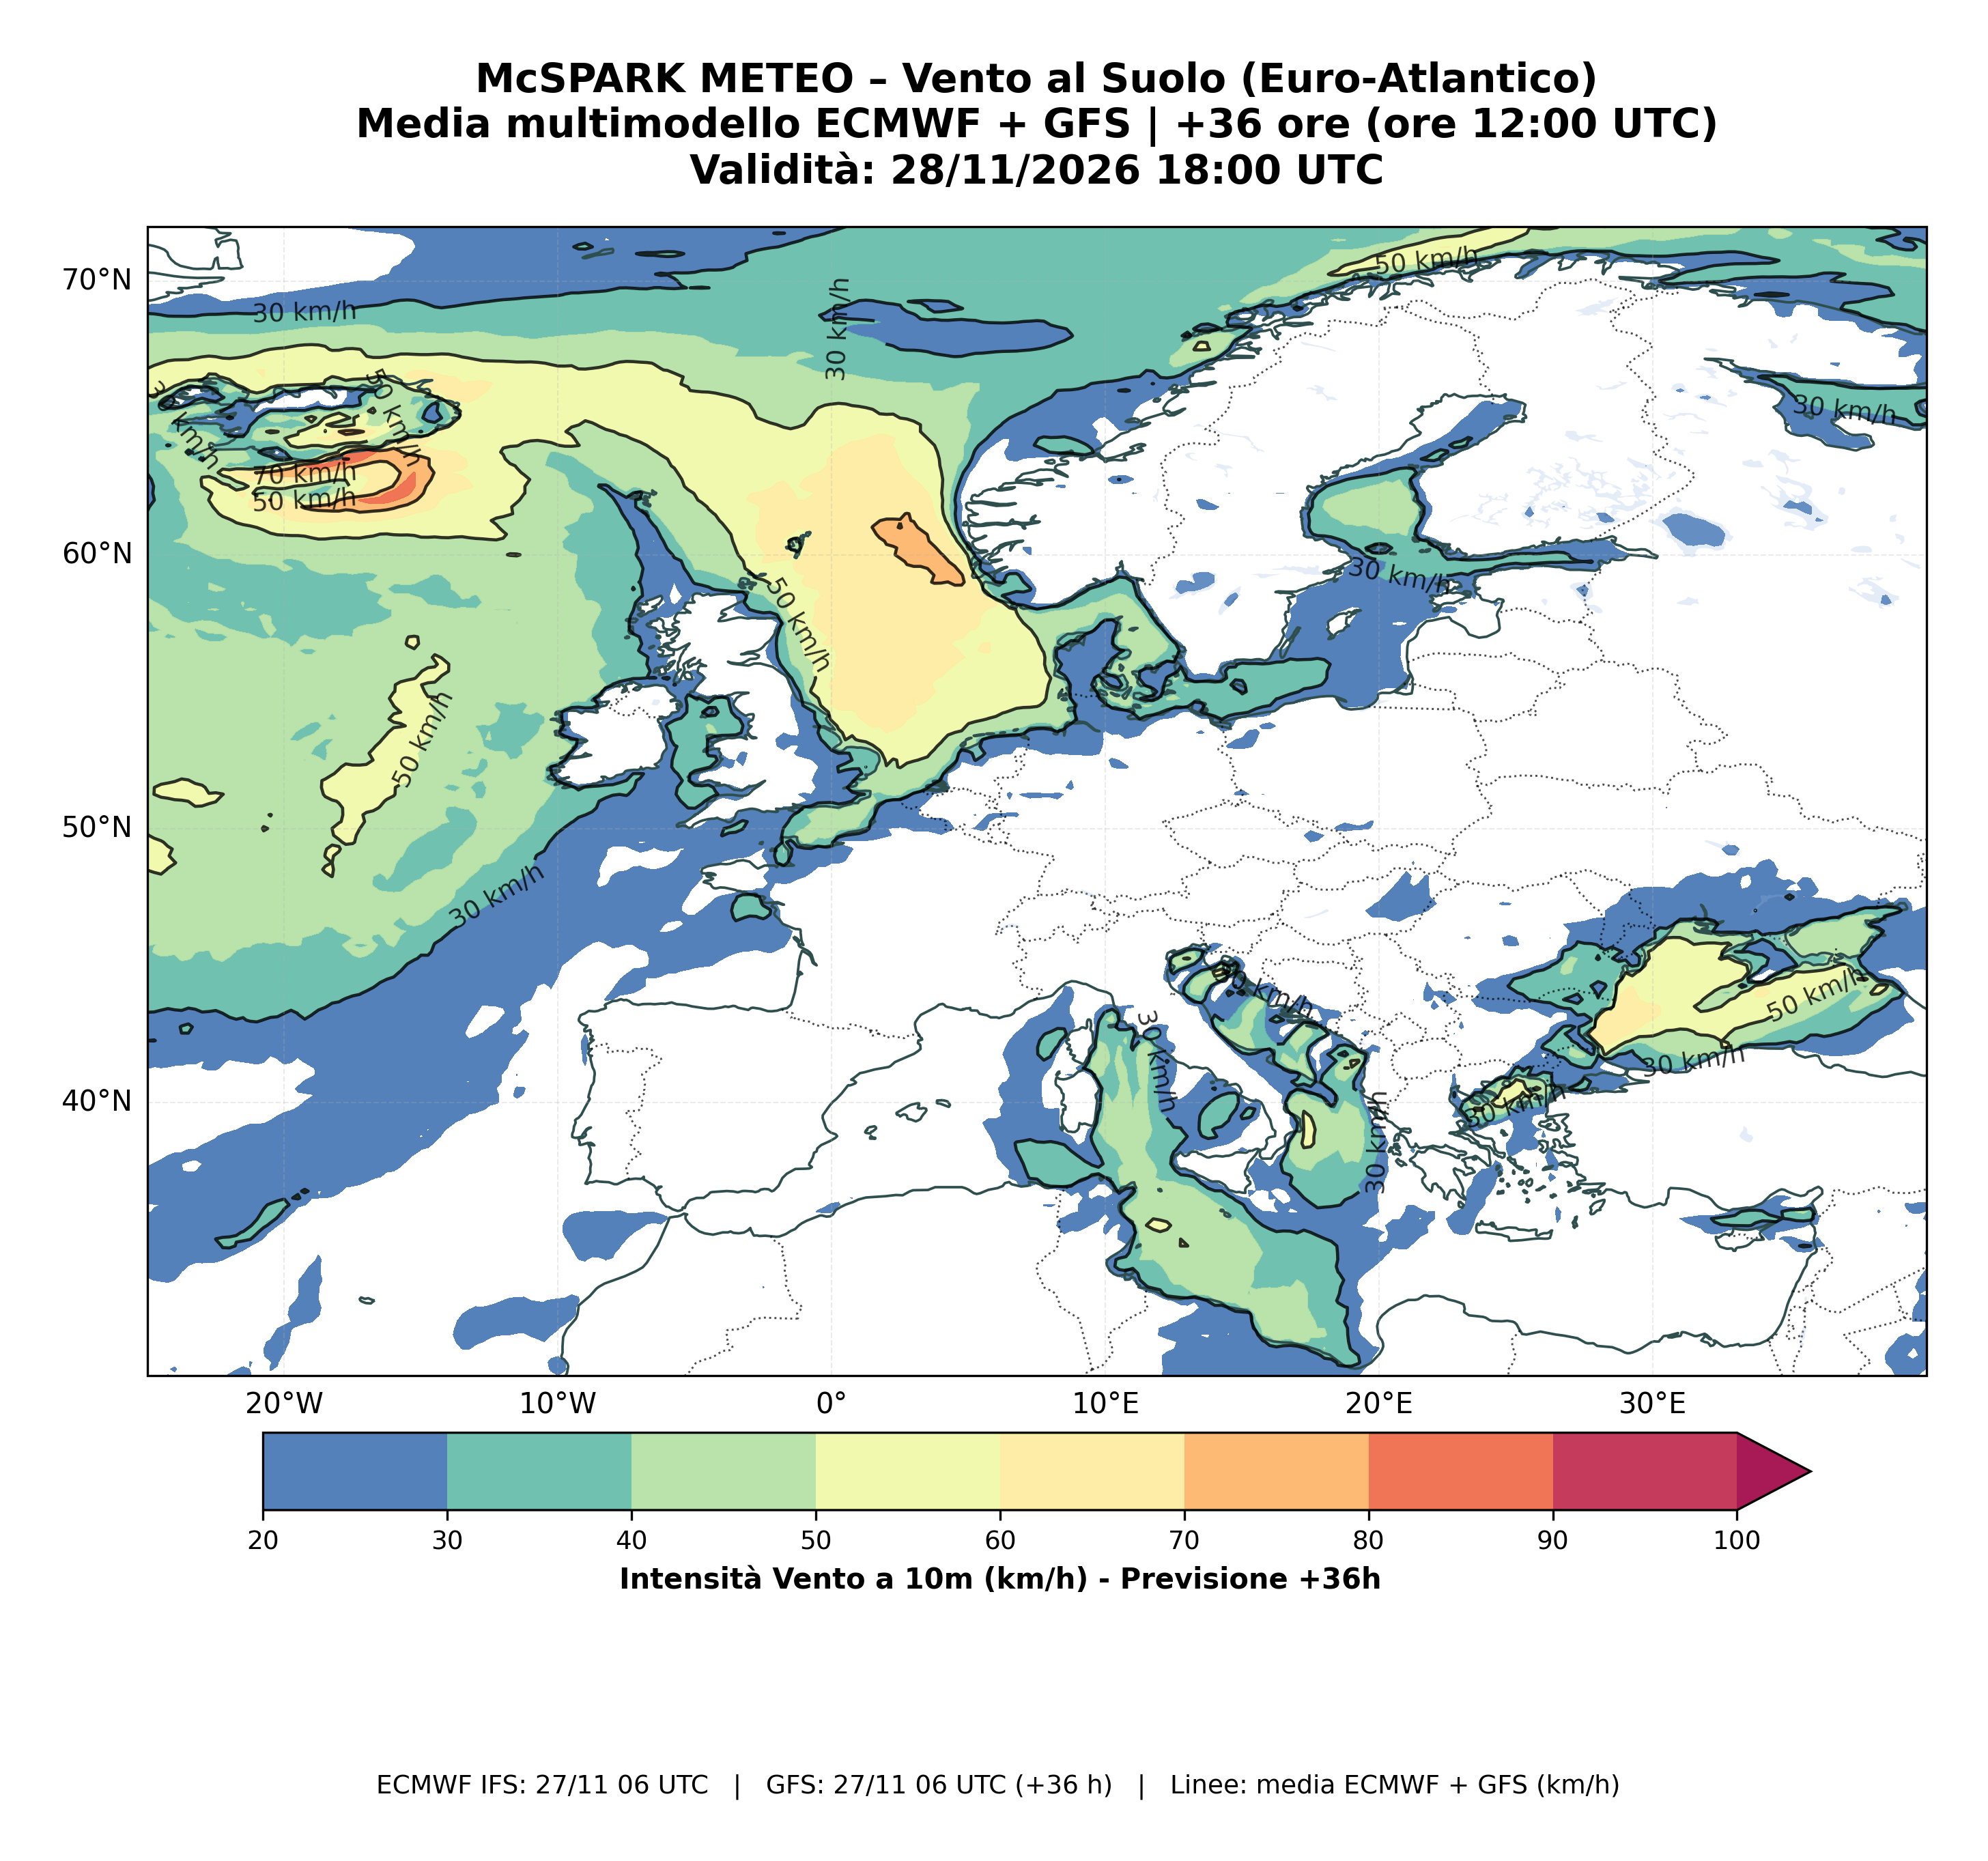 McSPARK METEO – Vento al Suolo (Euro-Atlantico)
Media multimodello ECMWF + GFS | +36 ore (ore 12:00 UTC)
Validità: 28/11/2026 18:00 UTC
70°N
60°N
50°N
40°N
50 km/h
30 km/h
30 km/h
30 km/h
50 km/h
30 km/h
70 km/h
50 km/h
30 km/h
50 km/h
50 km/h
30 km/h
50 km/h
30 km/h
30 km/h
30 km/h
30 km/h
20°W
10°W
0°
10°E
20°E
30°E
20
30
40
50
60
70
80
90
100
Intensità Vento a 10m (km/h) - Previsione +36h
ECMWF IFS: 27/11 06 UTC | GFS: 27/11 06 UTC (+36 h) | Linee: media ECMWF + GFS (km/h)